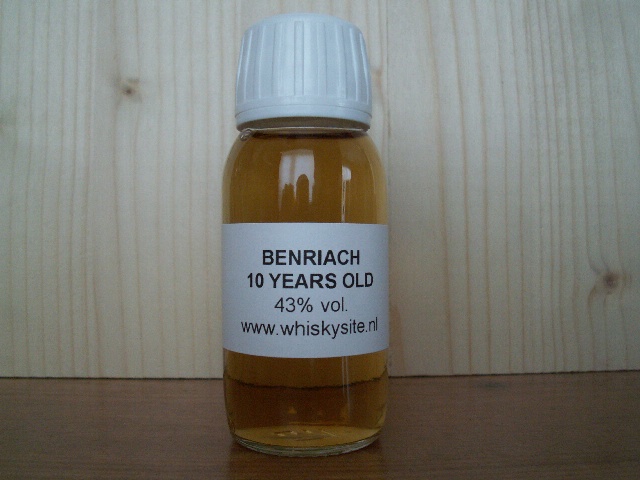 BENRIACH
10 YEARS OLD
43% vol.
www.whiskysite.nl